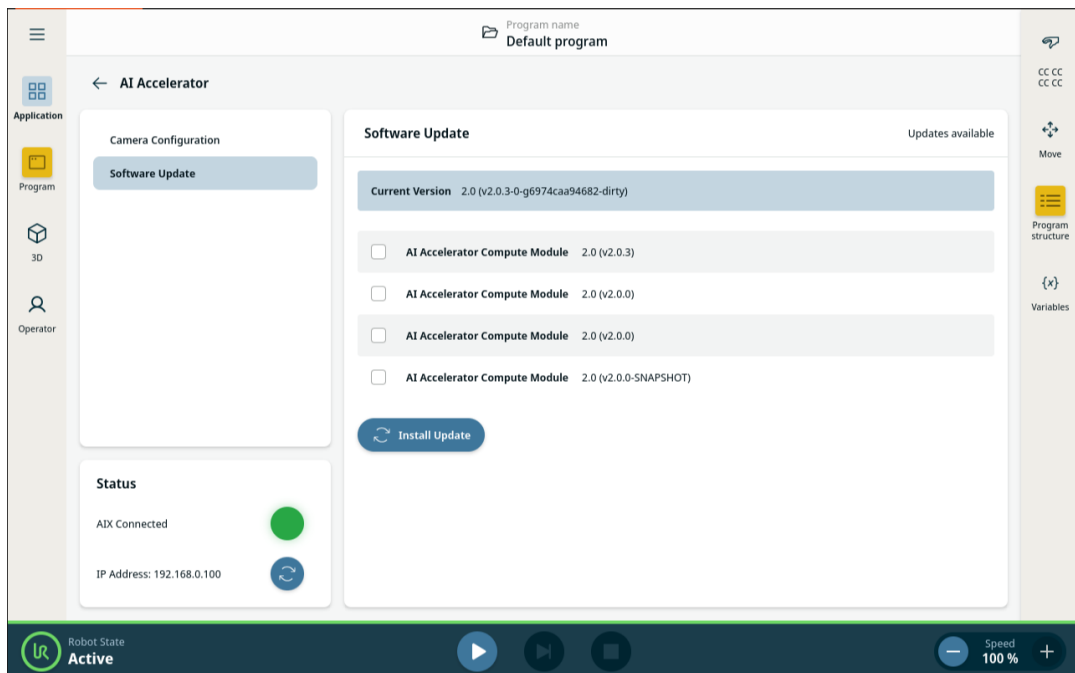 Program name
Default program
AI Accelerator
Application
Program
3D
Operator
Camera Configuration
Software Update
Status
AIX Connected
IP Address: 192.168.0.100
Software Update
Updates available
Current Version 2.0 (v2.0.3-0-g6974caa94682-dirty)
AI Accelerator Compute Module 2.0 (v2.0.3)
AI Accelerator Compute Module 2.0 (v2.0.0)
AI Accelerator Compute Module 2.0 (v2.0.0)
AI Accelerator Compute Module 2.0 (v2.0.0-SNAPSHOT)
Install Update
CC CC
CC CC
Move
Program
structure
{x}
Variables
UR
Robot State
Active
Speed
100 %